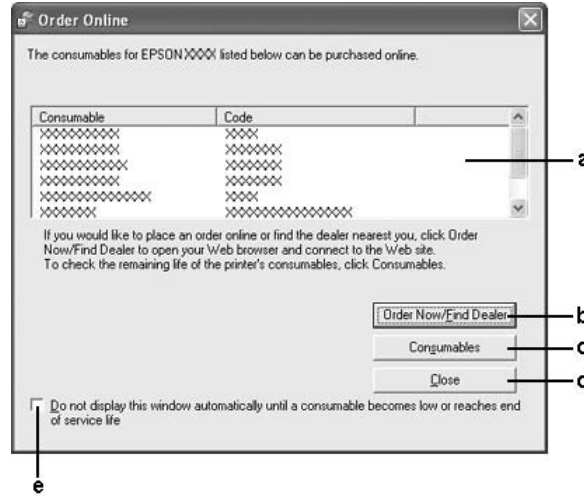 Order Online
The consumables for EPSON XXXX listed below can be purchased online.
Consumable Code
XXXXXXXXXX XXXX
XXXXXXXXXX XXXXXXX
XXXXXXXXXXX XXXXXXX
XXXXXXXXXX XXXXXXX
XXXXXXXXXXXXXX XXXX
XXXXXXX XXXXXXXXXXXXXXXX
a
If you would like to place an order online or find the dealer nearest you, click Order
Now/Find Dealer to open your Web browser and connect to the Web site.
To check the remaining life of the printer's consumables, click Consumables.
Order Now/Find Dealer
b
Consumables
Close
Do not display this window automatically until a consumable becomes low or reaches end
of service life
e